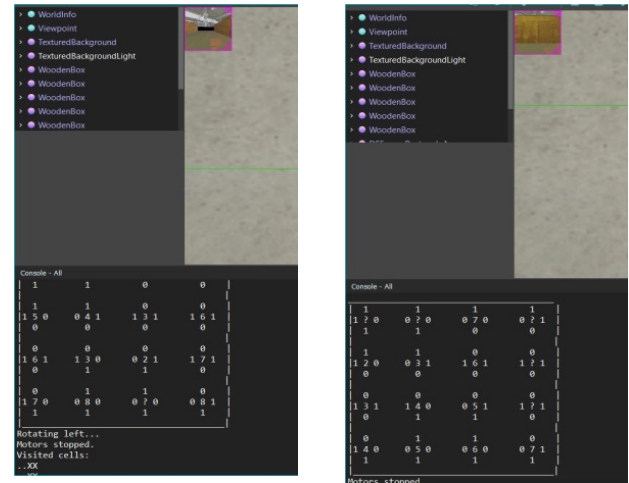 WorldInfo
Viewpoint
TexturedBackground
TexturedBackgroundLight
WoodenBox
WoodenBox
WoodenBox
WoodenBox
WoodenBox
Console - All
| 1 1 0 0 |
| |
| 1 1 0 0 |
|1 5 0 0 4 1 1 3 1 1 6 1 |
| 0 0 0 0 |
| |
| 0 0 0 0 |
|1 6 1 1 3 0 0 2 1 1 7 1 |
| 0 1 1 0 |
| |
| 0 1 1 0 |
|1 7 0 0 8 0 0 ? 0 0 8 1 |
| 1 1 1 1 |
|______________________________|
Rotating left...
Motors stopped.
Visited cells:
..XX
WorldInfo
Viewpoint
TexturedBackground
TexturedBackgroundLight
WoodenBox
WoodenBox
WoodenBox
WoodenBox
WoodenBox
Console - All
| 1 1 1 1 |
|1 ? 0 0 ? 0 0 7 0 0 ? 1 |
| 1 1 0 0 |
| |
| 1 1 0 0 |
|1 2 0 0 3 1 1 6 1 1 ? 1 |
| 0 0 0 0 |
| |
| 0 0 0 0 |
|1 3 1 1 4 0 0 5 1 1 ? 1 |
| 0 1 1 0 |
| |
| 0 1 1 0 |
|1 4 0 0 5 0 0 6 0 0 7 1 |
| 1 1 1 1 |
|______________________________|
Motors stopped